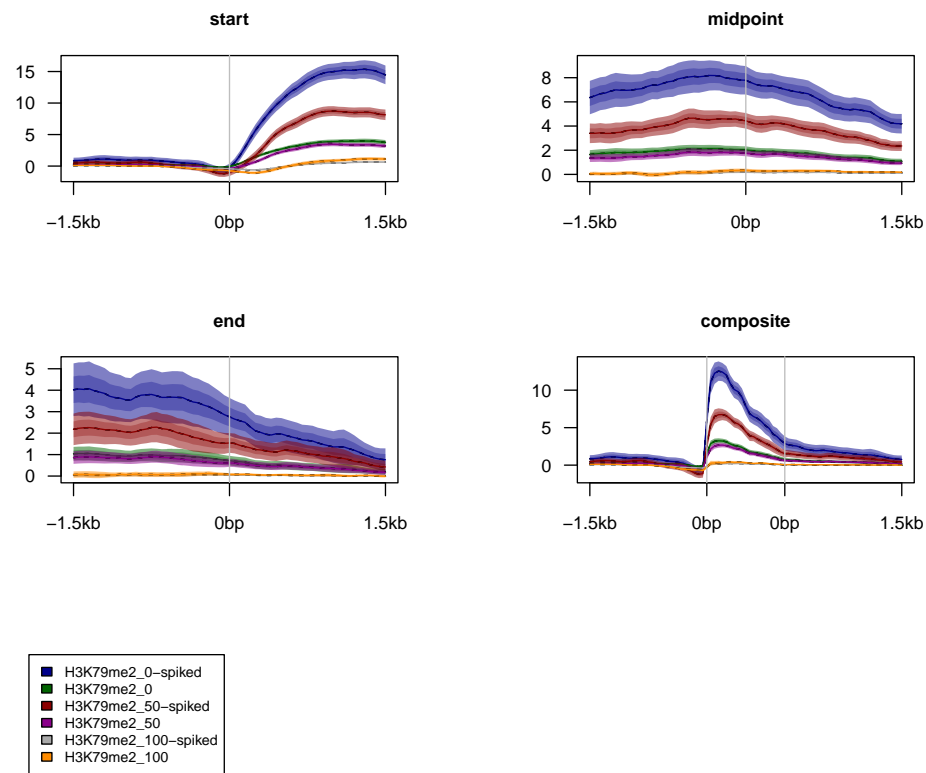 start
15
10
5
0
−1.5kb 0bp 1.5kb
midpoint
8
6
4
2
0
−1.5kb 0bp 1.5kb
end
5
4
3
2
1
0
−1.5kb 0bp 1.5kb
composite
10
5
0
−1.5kb 0bp 0bp 1.5kb
H3K79me2_0−spiked
H3K79me2_0
H3K79me2_50−spiked
H3K79me2_50
H3K79me2_100−spiked
H3K79me2_100